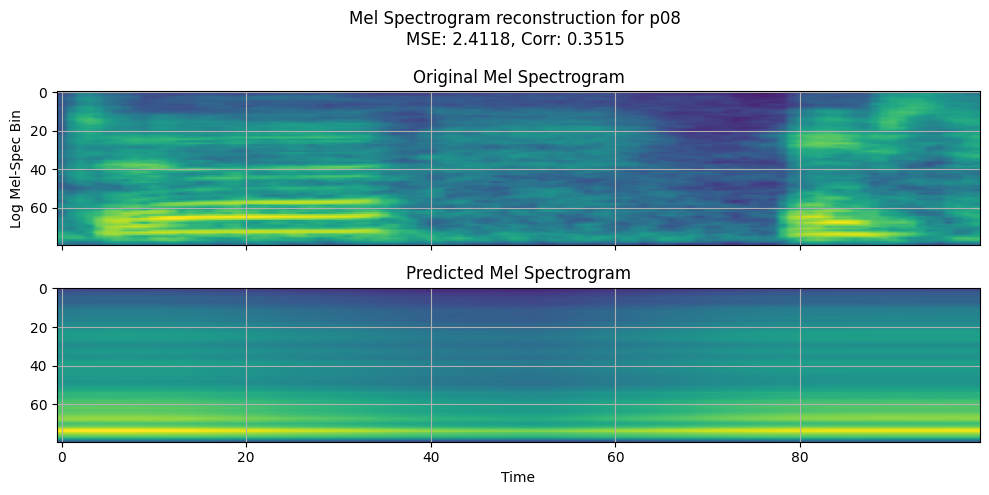 Mel Spectrogram reconstruction for p08
MSE: 2.4118, Corr: 0.3515
Original Mel Spectrogram
Log Mel-Spec Bin
0
20
40
60
Predicted Mel Spectrogram
0
20
40
60
0 20 40 60 80
Time